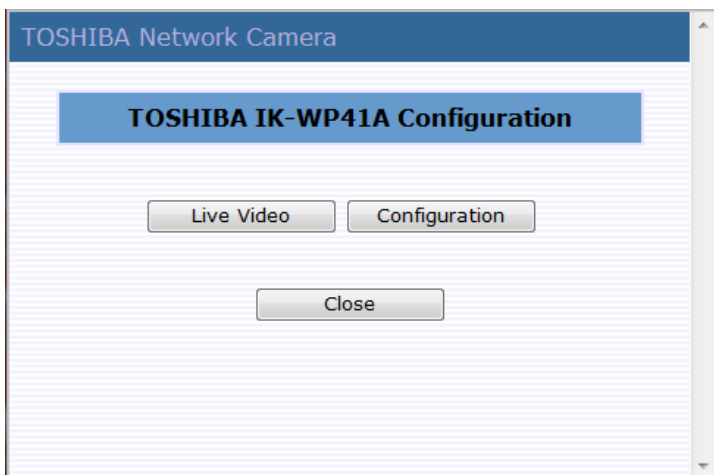 TOSHIBA Network Camera
TOSHIBA IK-WP41A Configuration
Live Video Configuration
Close